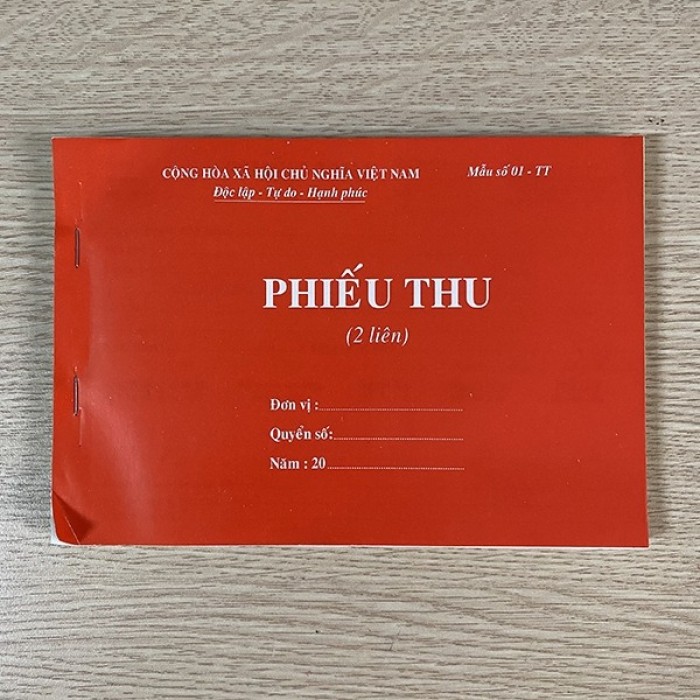 CỘNG HÒA XÃ HỘI CHỦ NGHĨA VIỆT NAM Mẫu số 01 - TT
Độc lập - Tự do - Hạnh phúc
PHIẾU THU
(2 liên)
Đơn vị :
Quyển số:
Năm : 20